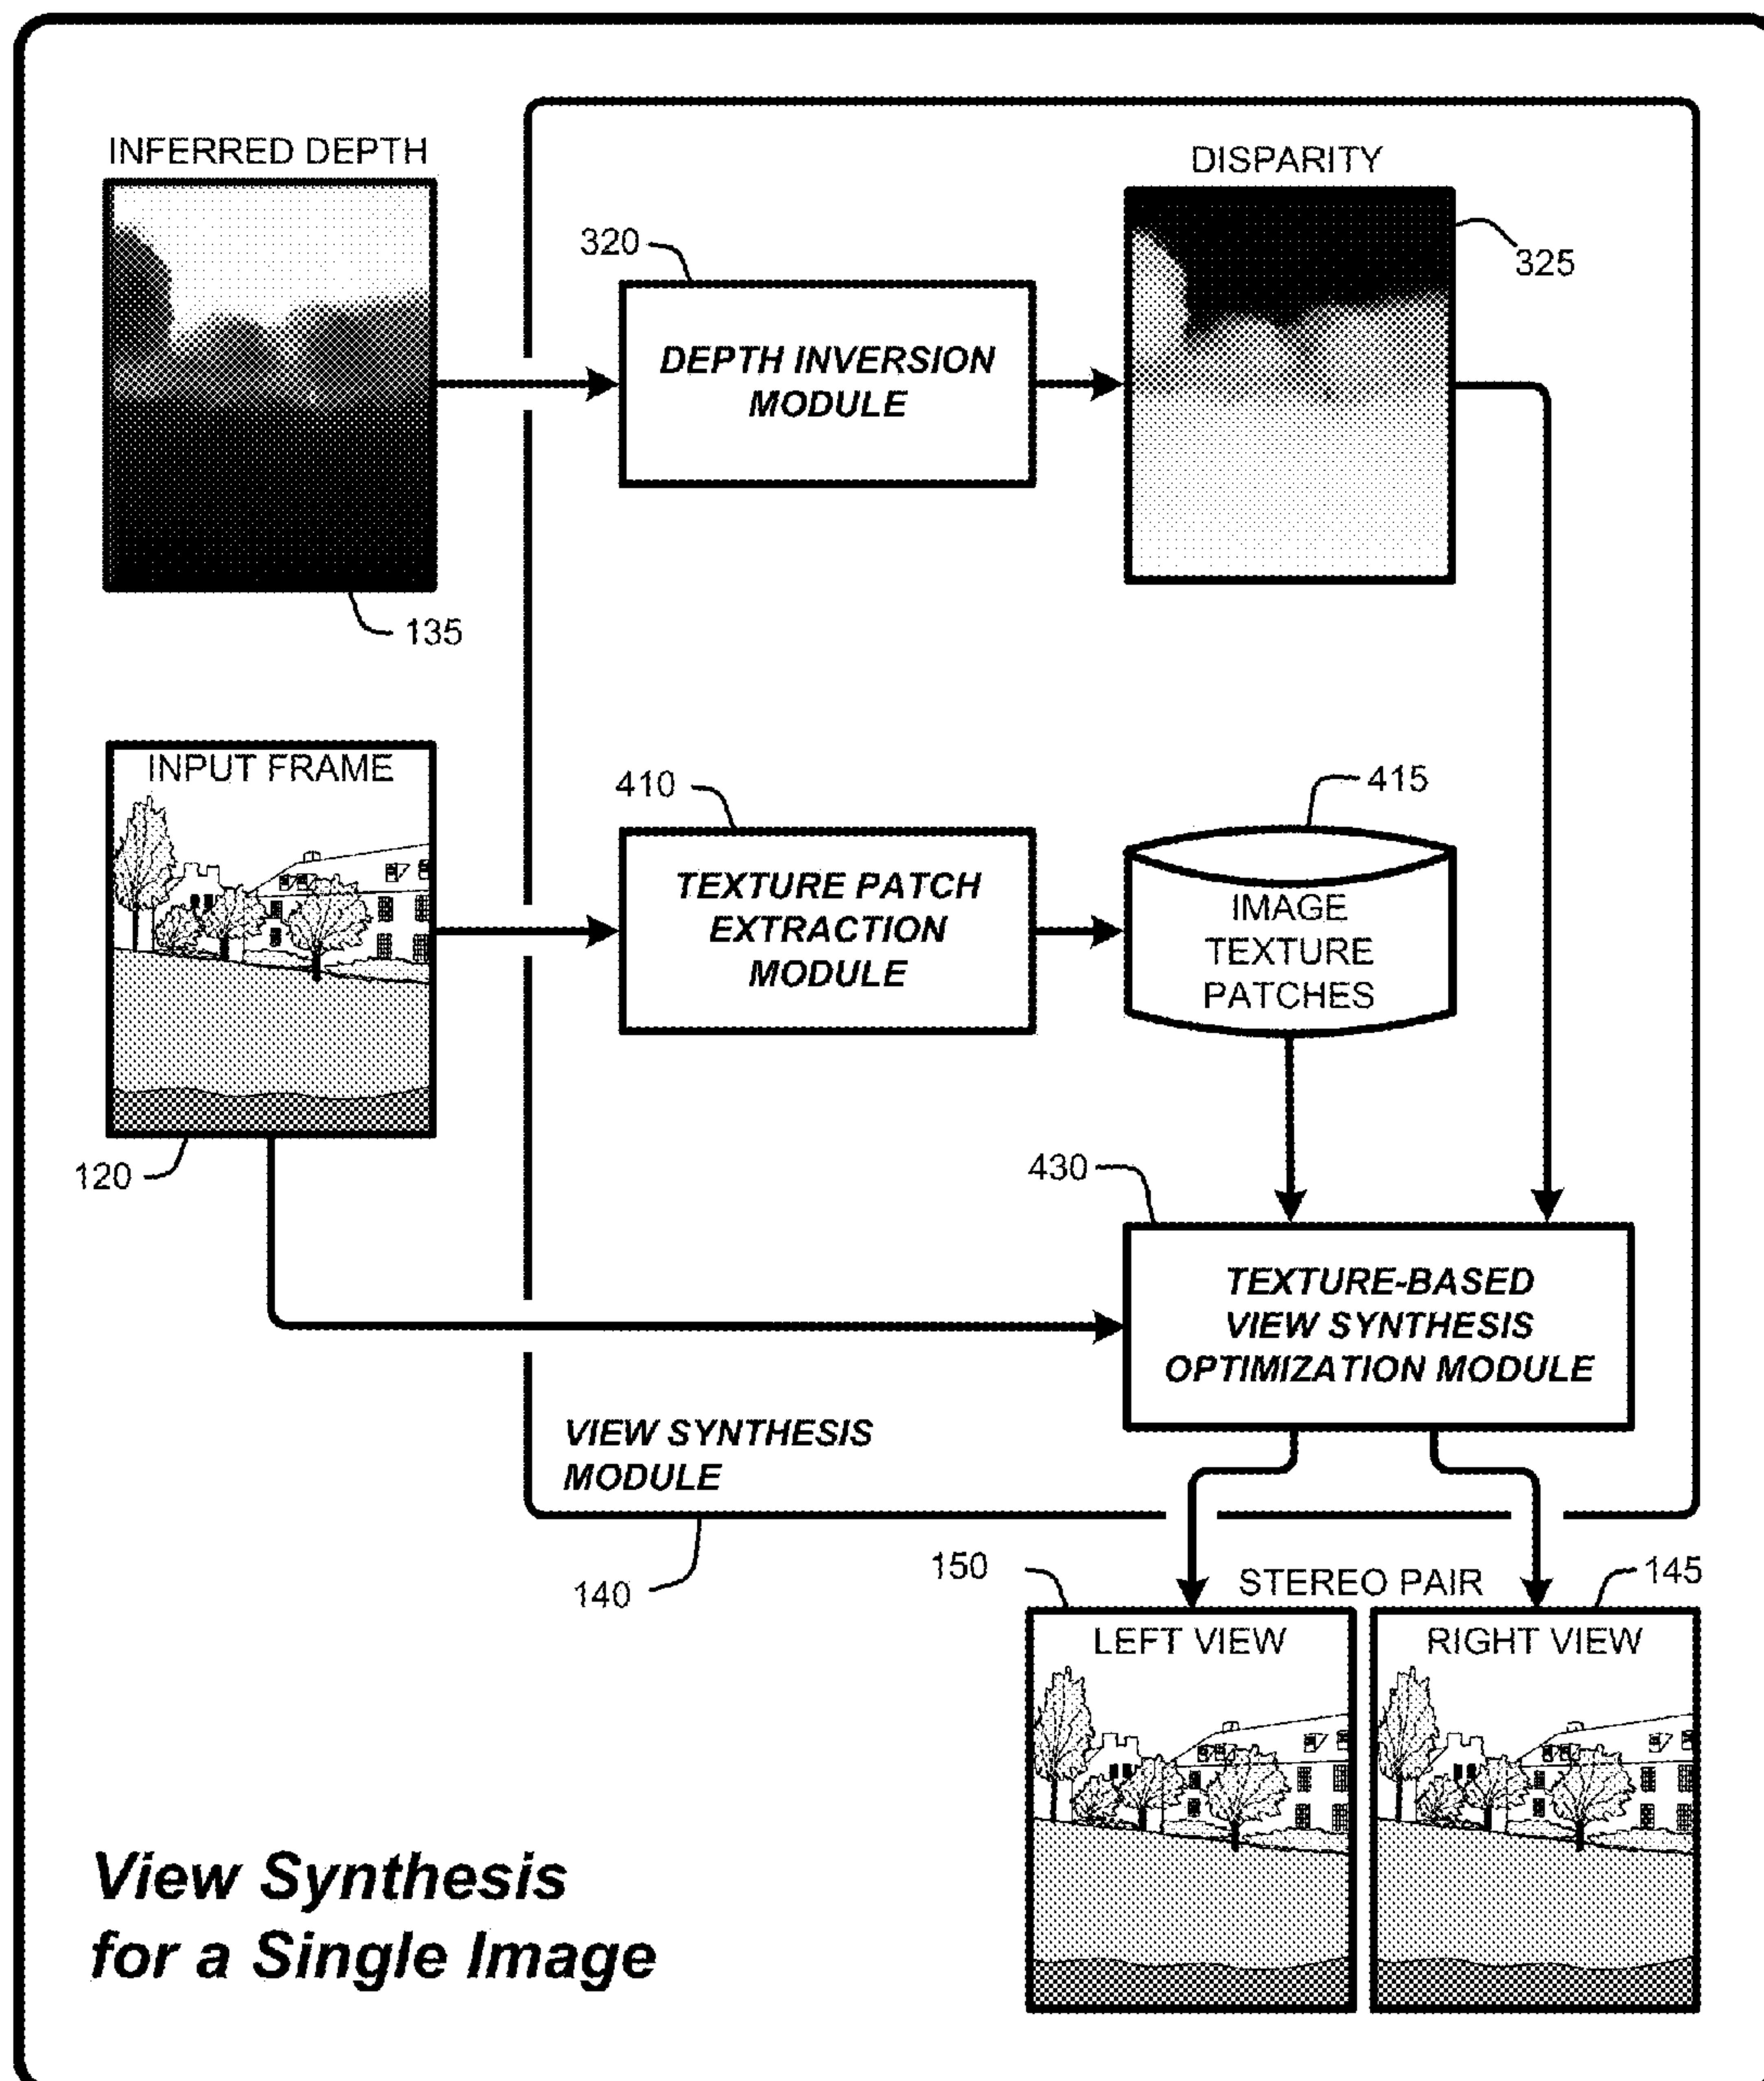 INFERRED DEPTH
DISPARITY
320
325
DEPTH INVERSION
MODULE
135
INPUT FRAME
410
415
TEXTURE PATCH
EXTRACTION
MODULE
IMAGE
TEXTURE
PATCHES
120
430
TEXTURE-BASED
VIEW SYNTHESIS
OPTIMIZATION MODULE
VIEW SYNTHESIS
MODULE
140
150
STEREO PAIR
145
LEFT VIEW
RIGHT VIEW
View Synthesis
for a Single Image